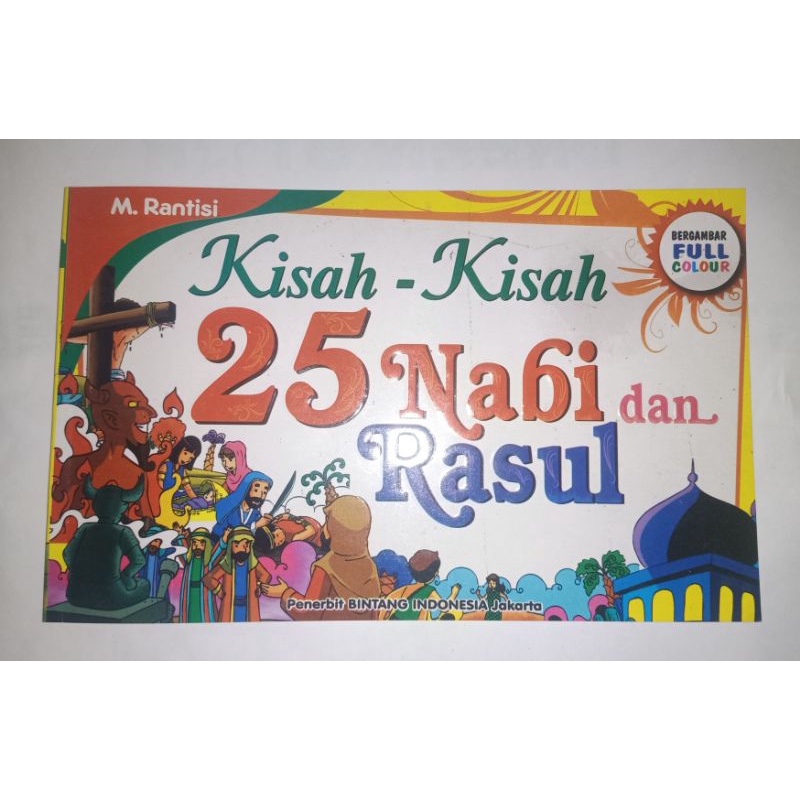 M. Rantisi
BERGAMBAR
FULL
COLOUR
Kisah - Kisah
25 Nabi dan
Rasul
Penerbit BINTANG INDONESIA Jakarta